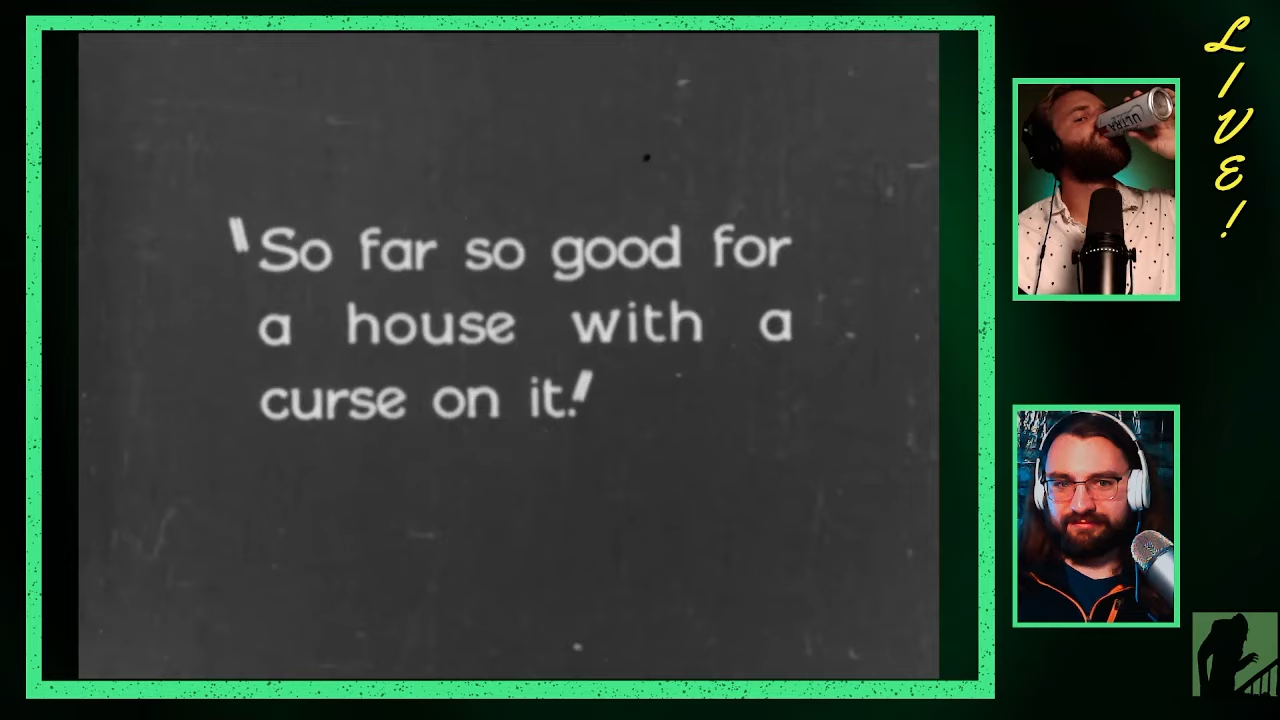 "So far so good for
a house with a
curse on it."
LIVE!
ULTRA